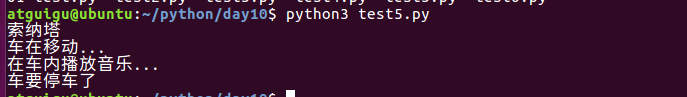 atguigu@ubuntu:~/python/day10$ python3 test5.py
索纳塔
车在移动...
在车内播放音乐...
车要停车了
atguigu@ubuntu:~/python/day10$